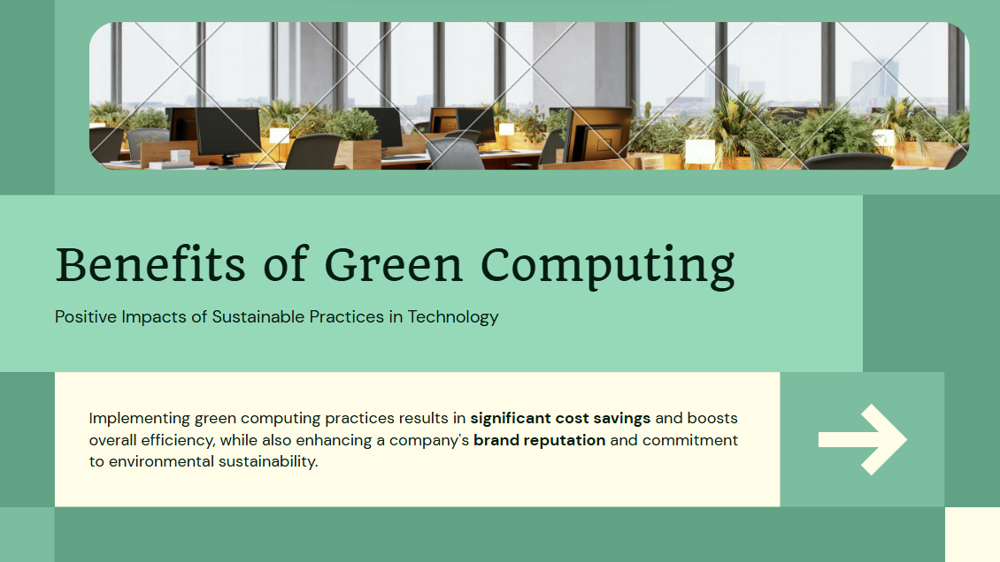 Benefits of Green Computing
Positive Impacts of Sustainable Practices in Technology
Implementing green computing practices results in significant cost savings and boosts
overall efficiency, while also enhancing a company's brand reputation and commitment
to environmental sustainability.